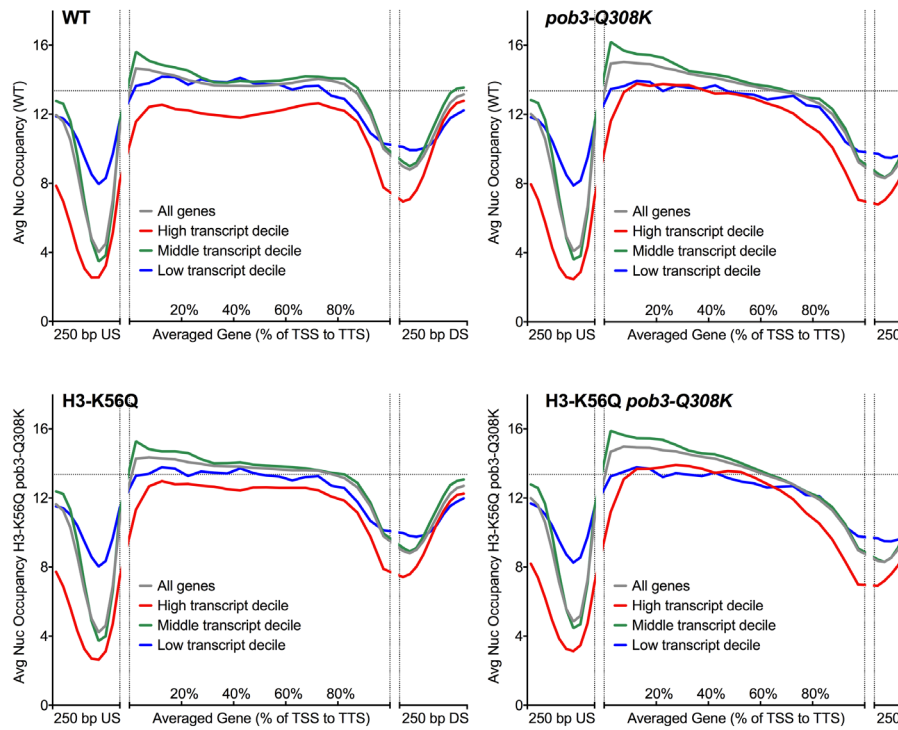 WT
Avg Nuc Occupancy (WT)
16
12
8
4
0
All genes
High transcript decile
Middle transcript decile
Low transcript decile
20% 40% 60% 80%
250 bp US Averaged Gene (% of TSS to TTS) 250 bp DS
pob3-Q308K
Avg Nuc Occupancy (WT)
16
12
8
4
0
All genes
High transcript decile
Middle transcript decile
Low transcript decile
20% 40% 60% 80%
250 bp US Averaged Gene (% of TSS to TTS) 250
H3-K56Q
Avg Nuc Occupancy H3-K56Q pob3-Q308K
16
12
8
4
0
All genes
High transcript decile
Middle transcript decile
Low transcript decile
20% 40% 60% 80%
250 bp US Averaged Gene (% of TSS to TTS) 250 bp DS
H3-K56Q pob3-Q308K
Avg Nuc Occupancy H3-K56Q pob3-Q308K
16
12
8
4
0
All genes
High transcript decile
Middle transcript decile
Low transcript decile
20% 40% 60% 80%
250 bp US Averaged Gene (% of TSS to TTS) 250